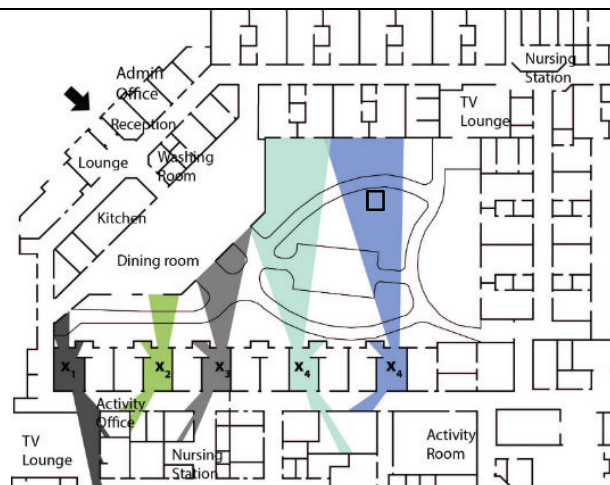 Nursing
Station
Admin
Office
Reception
TV
Lounge
Lounge
Washing
Room
Kitchen
Dining room
x1
x2
x3
x4
x4
Activity
Office
TV
Lounge
Nursing
Station
Activity
Room